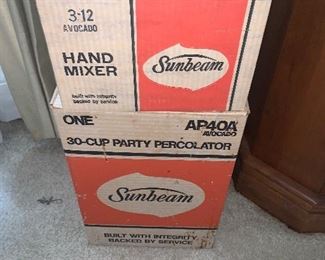 3-12
AVOCADO
HAND
MIXER
Sunbeam
built with integrity
backed by service
ONE
AP40A
AVOCADO
30-CUP PARTY PERCOLATOR
Sunbeam
BUILT WITH INTEGRITY
BACKED BY SERVICE